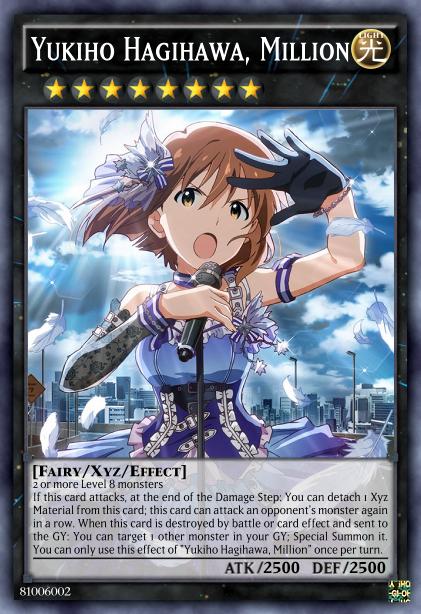 YUKIHO HAGIHAWA, MILLION
LIGHT
光
[FAIRY/XYZ/EFFECT]
2 or more Level 8 monsters
If this card attacks, at the end of the Damage Step: You can detach 1 Xyz
Material from this card; this card can attack an opponent's monster again
in a row. When this card is destroyed by battle or card effect and sent to
the GY: You can target 1 other monster in your GY; Special Summon it.
You can only use this effect of "Yukiho Hagihawa, Million" once per turn.
ATK/2500 DEF/2500
81006002